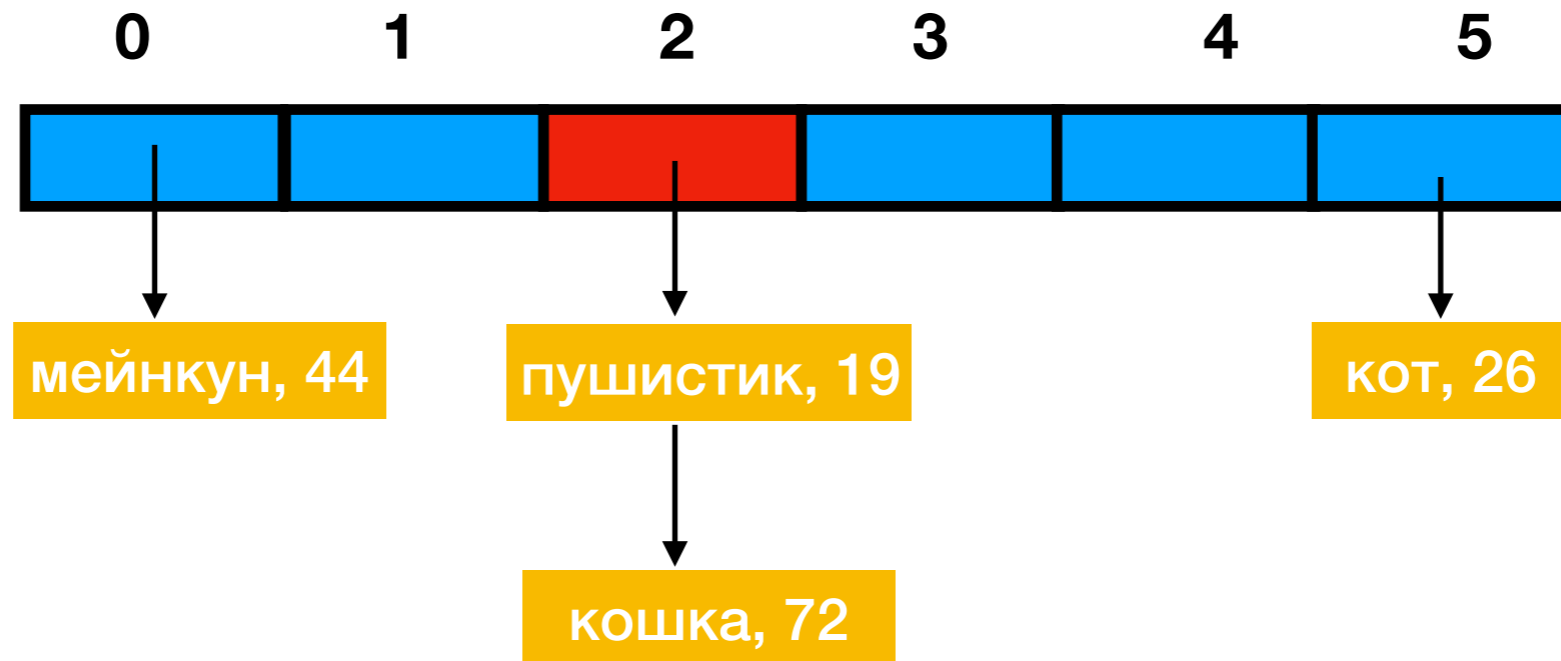 0 1 2 3 4 5
мейнкун, 44
пушистик, 19
кот, 26
кошка, 72